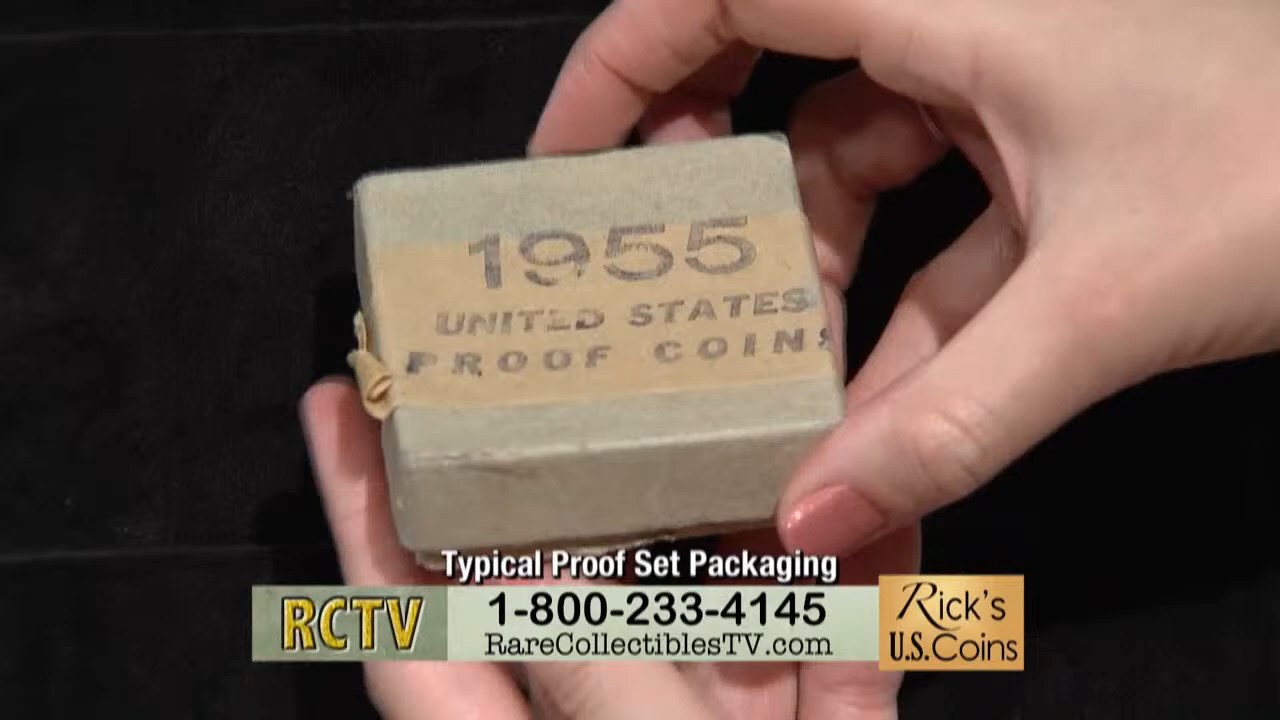 1955
UNITED STATES
PROOF COINS
Typical Proof Set Packaging
RCTV
1-800-233-4145
RareCollectiblesTV.com
Rick's
U.S. Coins